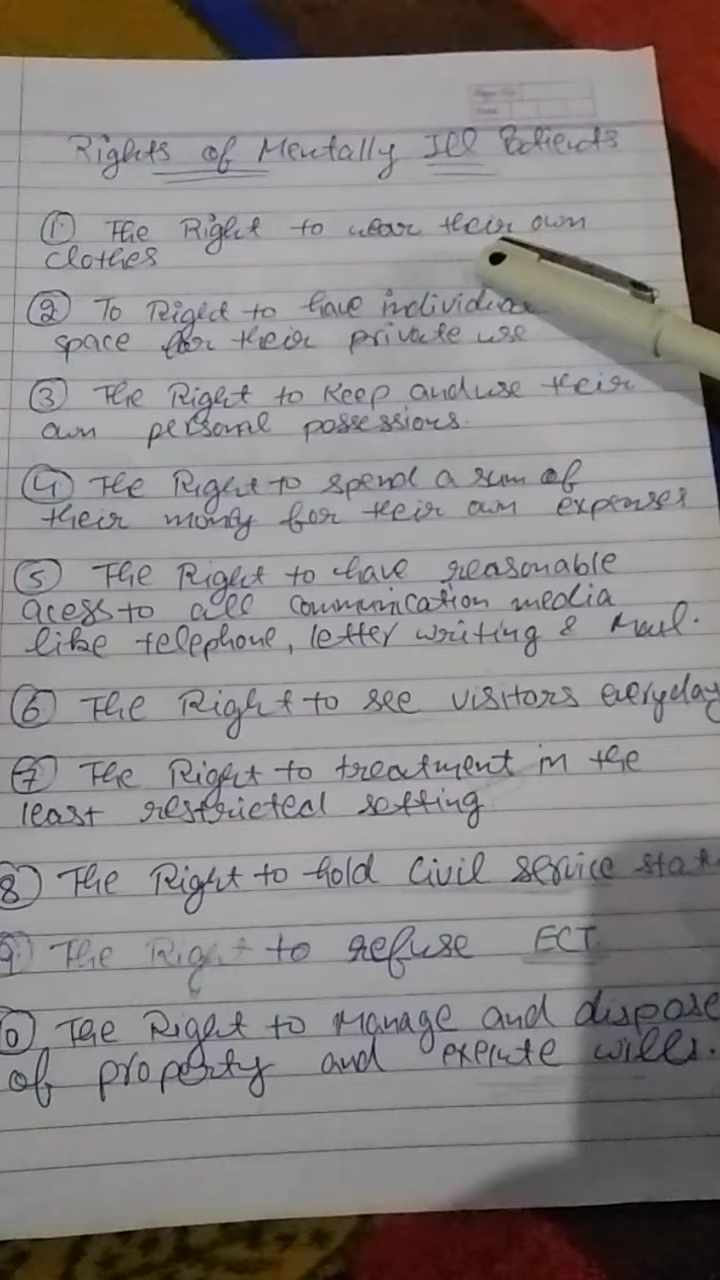 Rights of Mentally Ill Patients
① The Right to wear their own
clothes
② To Right to have individual
space for their private use
③ The Right to Keep and use their
own personal possessions.
④ The Right to spend a sum of
their money for their own expenses
⑤ The Right to have reasonable
acess to all communication media
like telephone, letter writing & Mail.
⑥ The Right to see visitors everyday
⑦ The Right to treatment in the
least restricted setting
8 The Right to hold Civil service
9 The Right to refuse ECT
0 The Right to Manage and dispose
of property and execute wills.